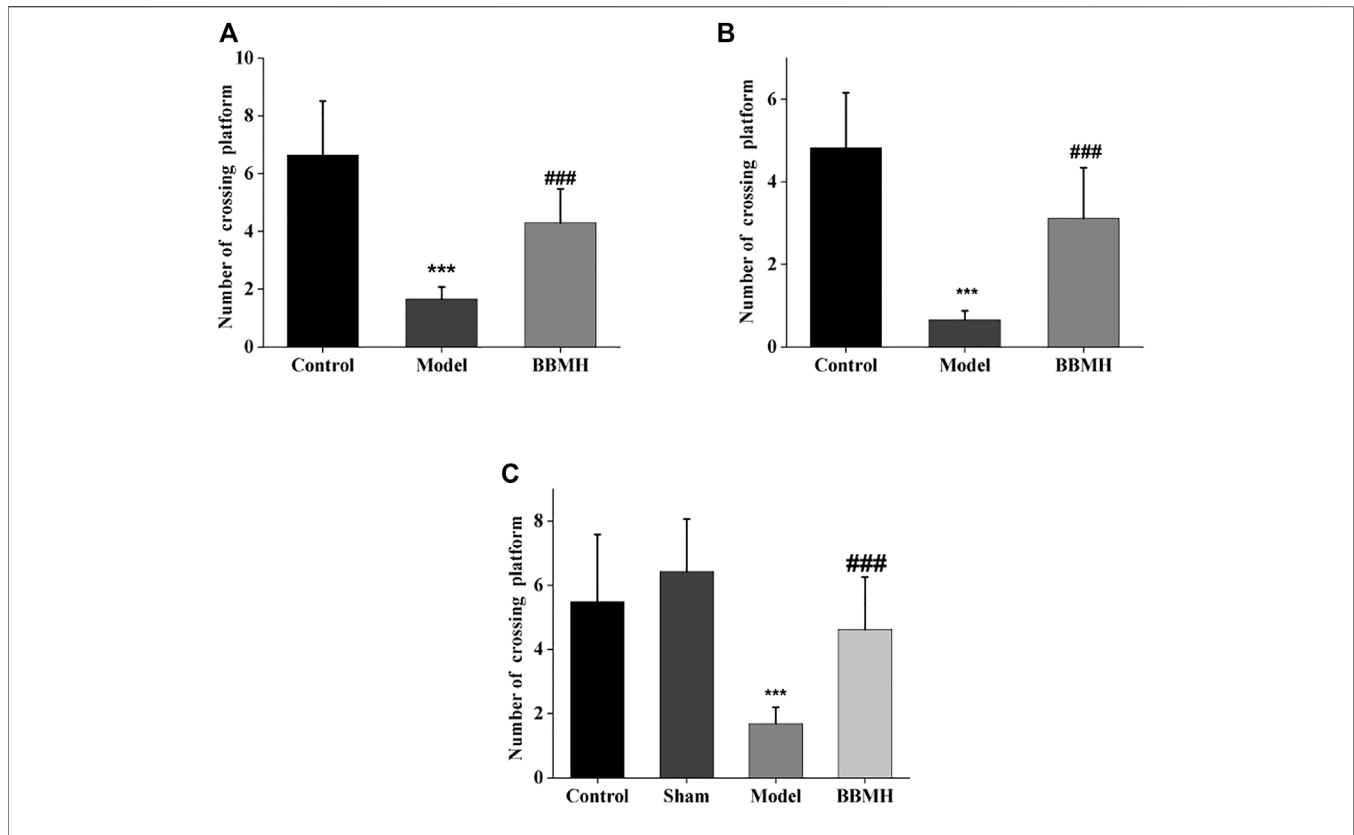 A
Number of crossing platform
10
8
6
4
2
0
***
###
Control Model BBMH
B
Number of crossing platform
6
4
2
0
***
###
Control Model BBMH
C
Number of crossing platform
8
6
4
2
0
***
###
Control Sham Model BBMH